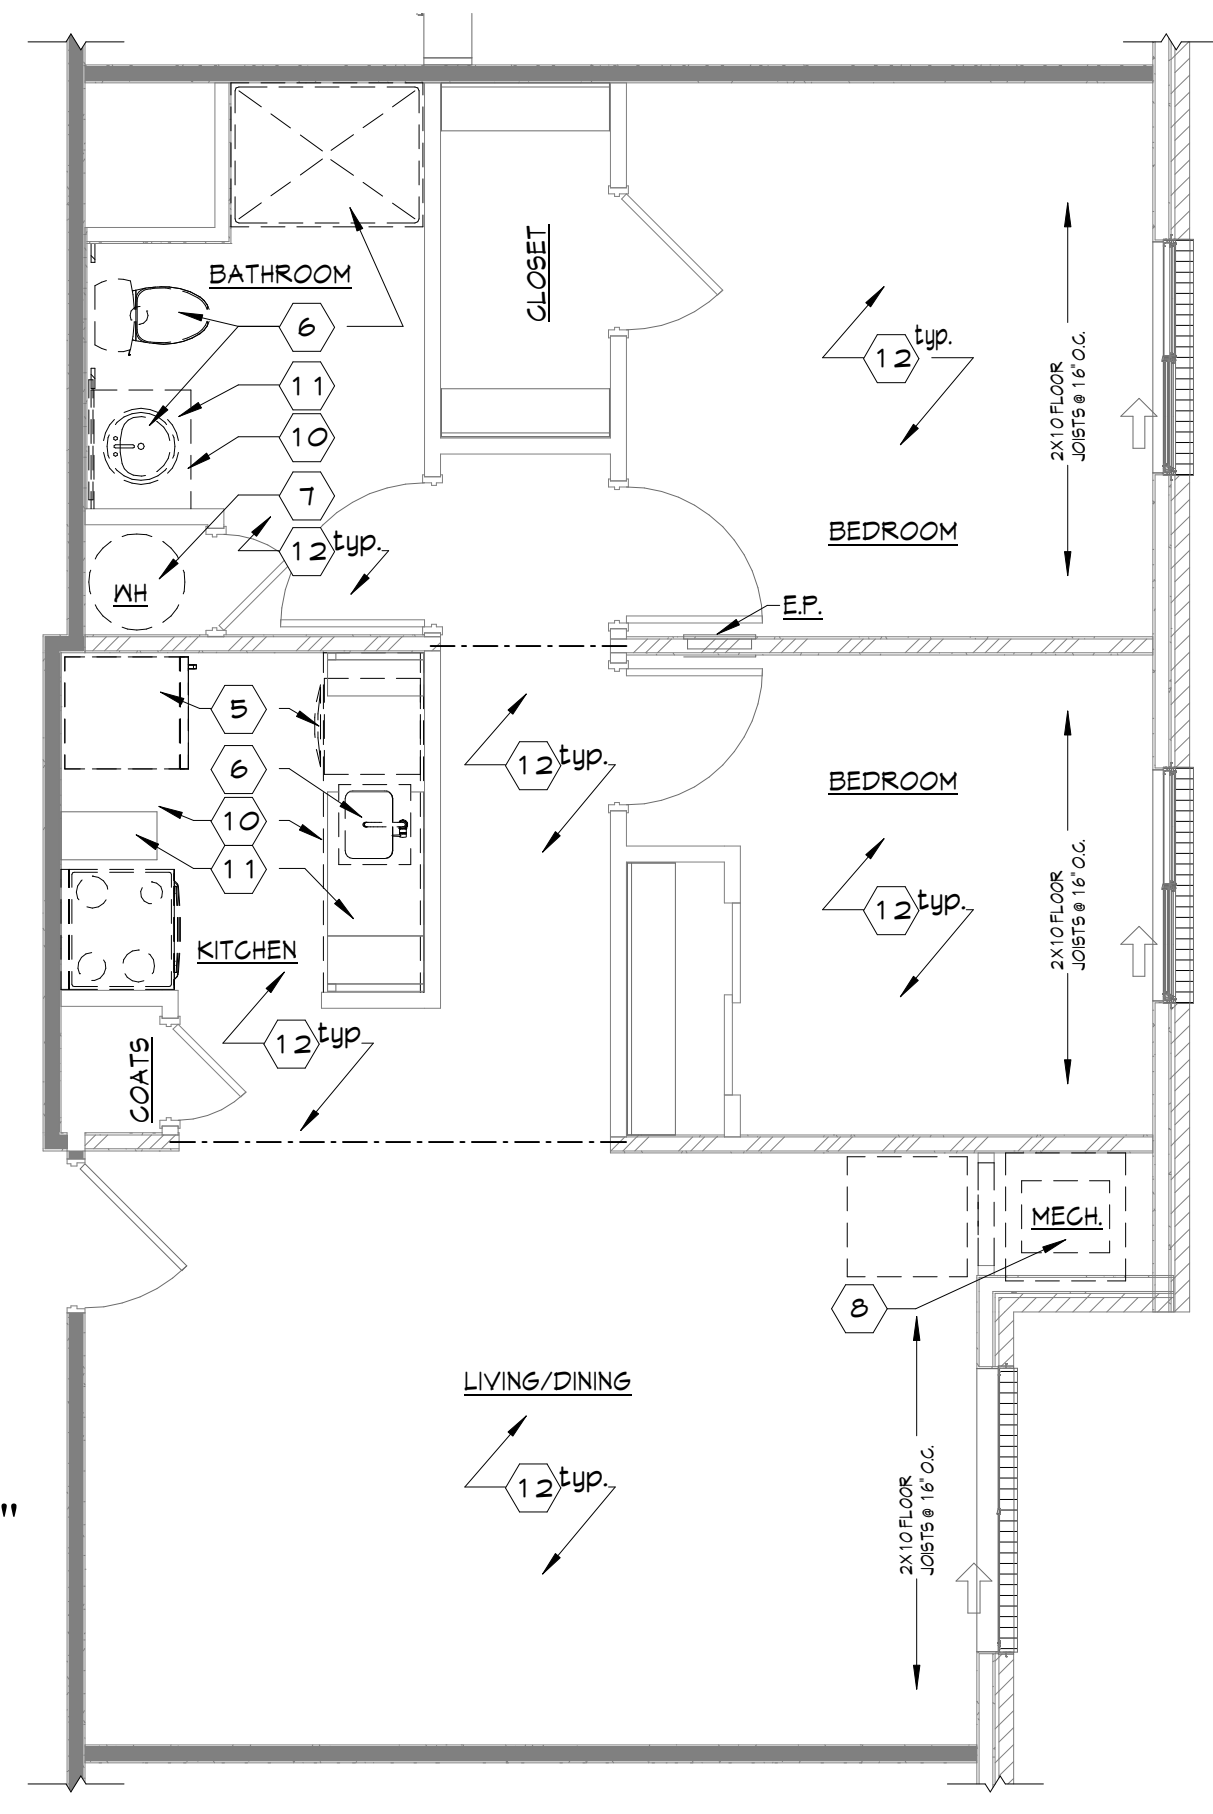 BATHROOM
CLOSET
6
11
10
7
12 typ.
WH
12 typ.
2X10 FLOOR
JOISTS @ 16" O.C.
BEDROOM
E.P.
5
6
10
11
12 typ.
BEDROOM
12 typ.
2X10 FLOOR
JOISTS @ 16" O.C.
KITCHEN
12 typ.
COATS
MECH.
8
LIVING/DINING
12 typ.
2X10 FLOOR
JOISTS @ 16" O.C.
"